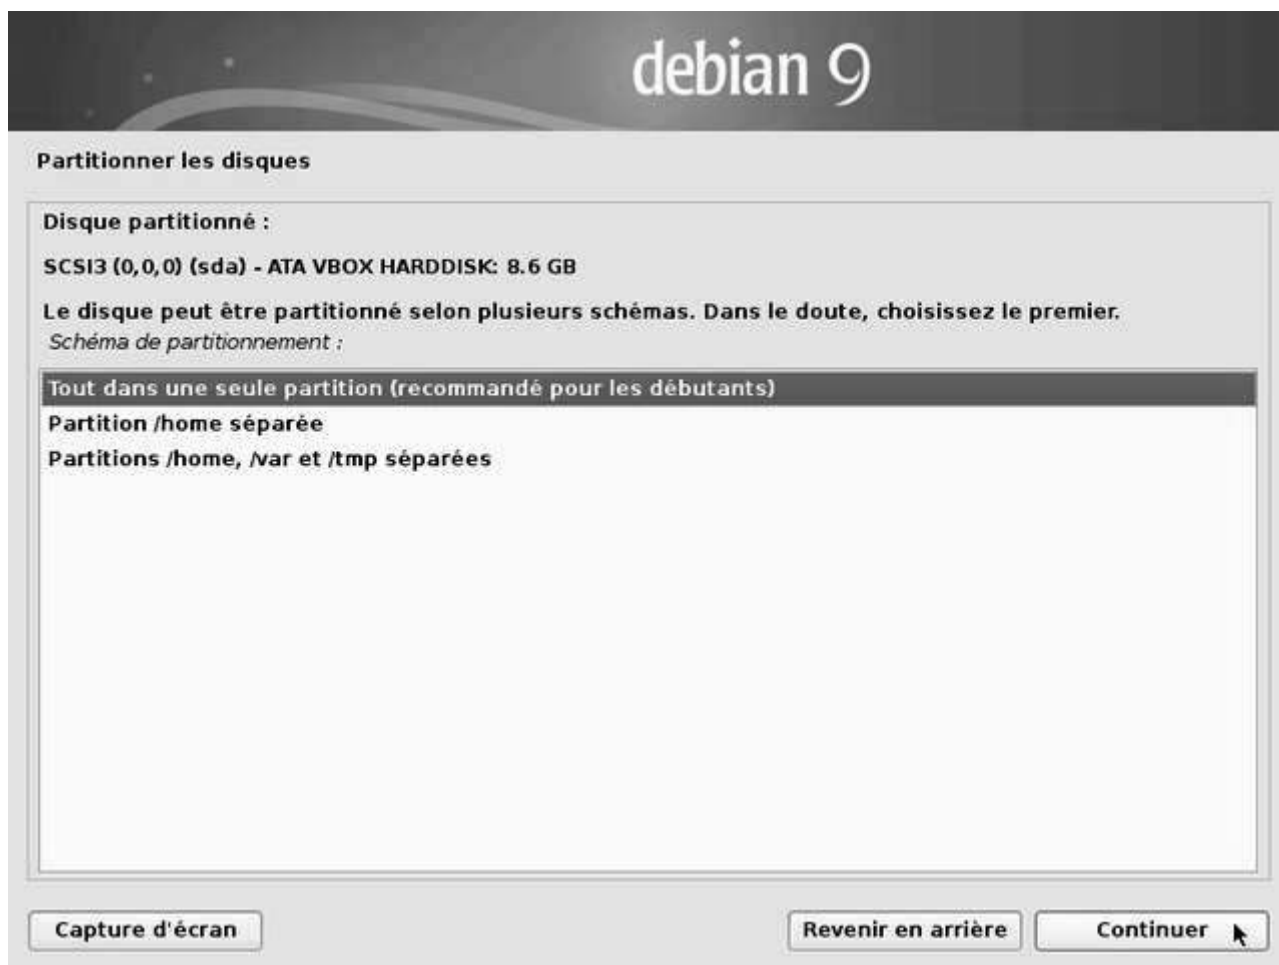 debian 9
Partitionner les disques
Disque partitionné :
SCSI3 (0,0,0) (sda) - ATA VBOX HARDDISK: 8.6 GB
Le disque peut être partitionné selon plusieurs schémas. Dans le doute, choisissez le premier.
Schéma de partitionnement :
Tout dans une seule partition (recommandé pour les débutants)
Partition /home séparée
Partitions /home, /var et /tmp séparées
Capture d'écran
Revenir en arrière
Continuer